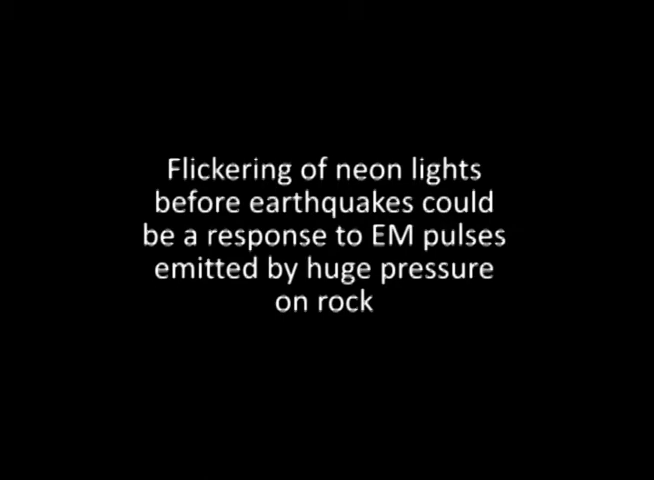 Flickering of neon lights
before earthquakes could
be a response to EM pulses
emitted by huge pressure
on rock